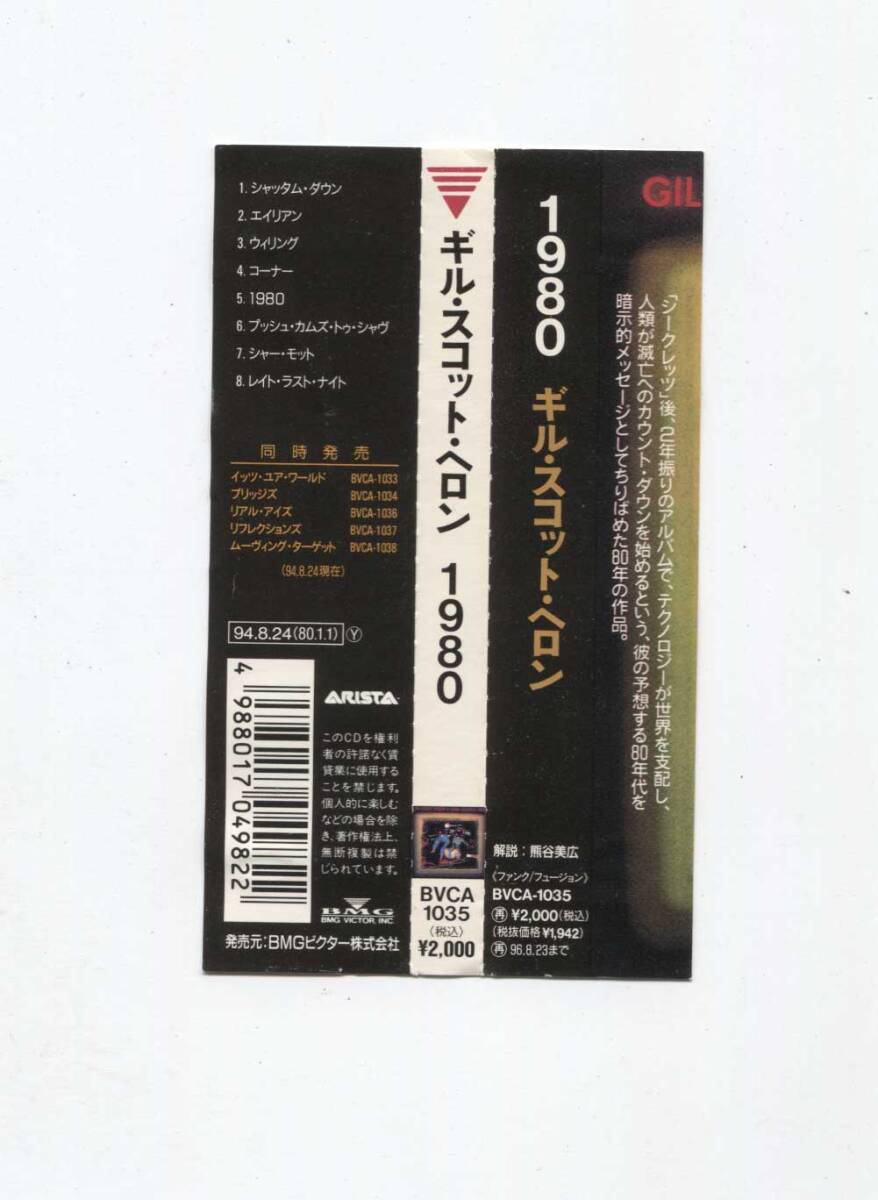 1. シャッタム・ダウン
2. エイリアン
3. ウィリング
4. コーナー
5. 1980
6. プッシュ・カムズ・トゥ・シャヴ
7. シャー・モット
8. レイト・ラスト・ナイト
同時発売
イッツ・ユア・ワールド BVCA-1033
ブリッジズ BVCA-1034
リアル・アイズ BVCA-1036
リフレクションズ BVCA-1037
ムーヴィング・ターゲット BVCA-1038
(94.8.24現在)
94.8.24(80.1.1) Ⓨ
4 988017 049822
ARISTA
このCDを権利
者の許諾なく賃
貸業に使用する
ことを禁じます。
個人的に楽しむ
などの場合を除
き、著作権法上、
無断複製は禁
じられています。
BMG
BMG VICTOR, INC.
発売元:BMGビクター株式会社
ギル・スコット・ヘロン 1980
BVCA
1035
(税込)
¥2,000
1980 ギル・スコット・ヘロン
解説:熊谷美広
《ファンク/フュージョン》
BVCA-1035
㊢ ¥2,000(税込)
(税抜価格¥1,942)
再 96.8.23まで
GIL
「シークレッツ」後、2年振りのアルバムで、テクノロジーが世界を支配し、
人類が滅亡へのカウント・ダウンを始めるという、彼の予想する80年代を
暗示的メッセージとしてちりばめた80年の作品。